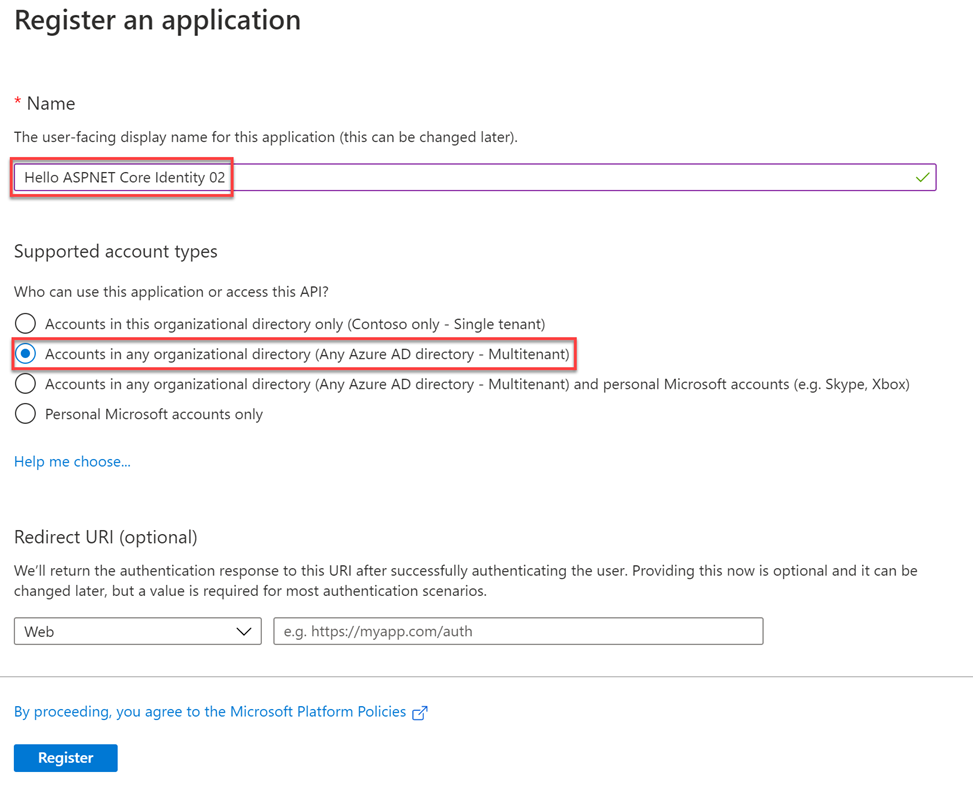 Register an application
* Name
The user-facing display name for this application (this can be changed later).
Hello ASPNET Core Identity 02
Supported account types
Who can use this application or access this API?
Accounts in this organizational directory only (Contoso only - Single tenant)
Accounts in any organizational directory (Any Azure AD directory - Multitenant)
Accounts in any organizational directory (Any Azure AD directory - Multitenant) and personal Microsoft accounts (e.g. Skype, Xbox)
Personal Microsoft accounts only
Help me choose...
Redirect URI (optional)
We'll return the authentication response to this URI after successfully authenticating the user. Providing this now is optional and it can be
changed later, but a value is required for most authentication scenarios.
Web e.g. https://myapp.com/auth
By proceeding, you agree to the Microsoft Platform Policies
Register